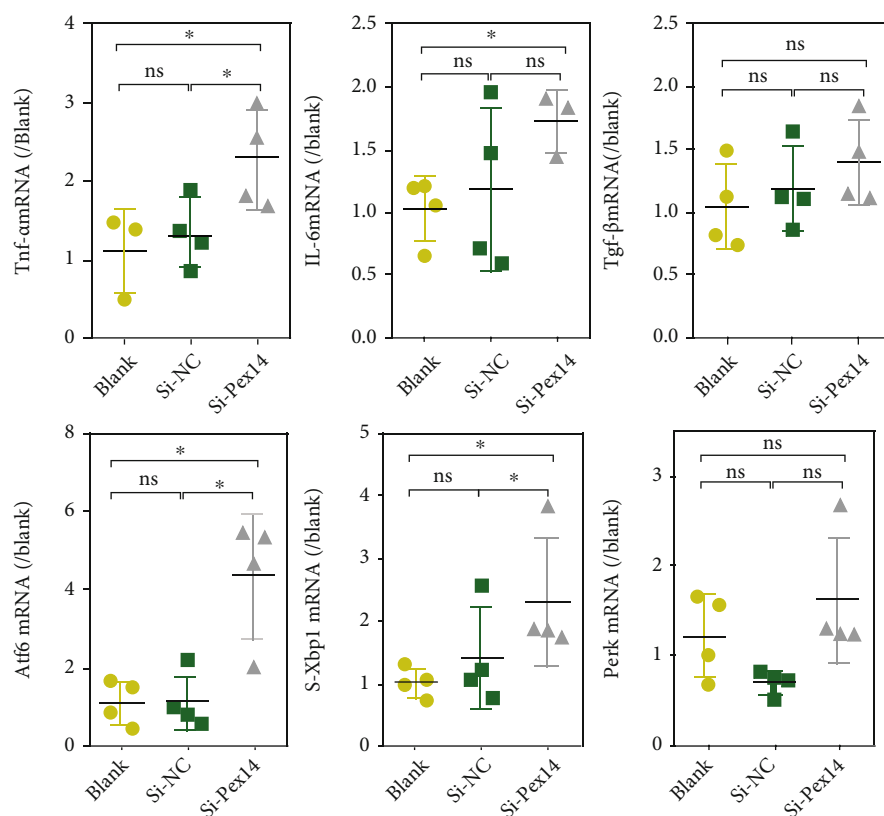 Tnf-αmRNA (/Blank)
4
3
2
1
0
*
ns
*
Blank
Si-NC
Si-Pex14
IL-6mRNA (/blank)
2.5
2.0
1.5
1.0
0.5
0.0
*
ns
ns
Blank
Si-NC
Si-Pex14
Tgf-βmRNA(/blank)
2.5
2.0
1.5
1.0
0.5
0.0
ns
ns
ns
Blank
Si-NC
Si-Pex14
Atf6 mRNA (/blank)
8
6
4
2
0
*
ns
*
Blank
Si-NC
Si-Pex14
S-Xbp1 mRNA (/blank)
5
4
3
2
1
0
*
ns
*
Blank
Si-NC
Si-Pex14
Perk mRNA (/blank)
3
2
1
0
ns
ns
ns
Blank
Si-NC
Si-Pex14